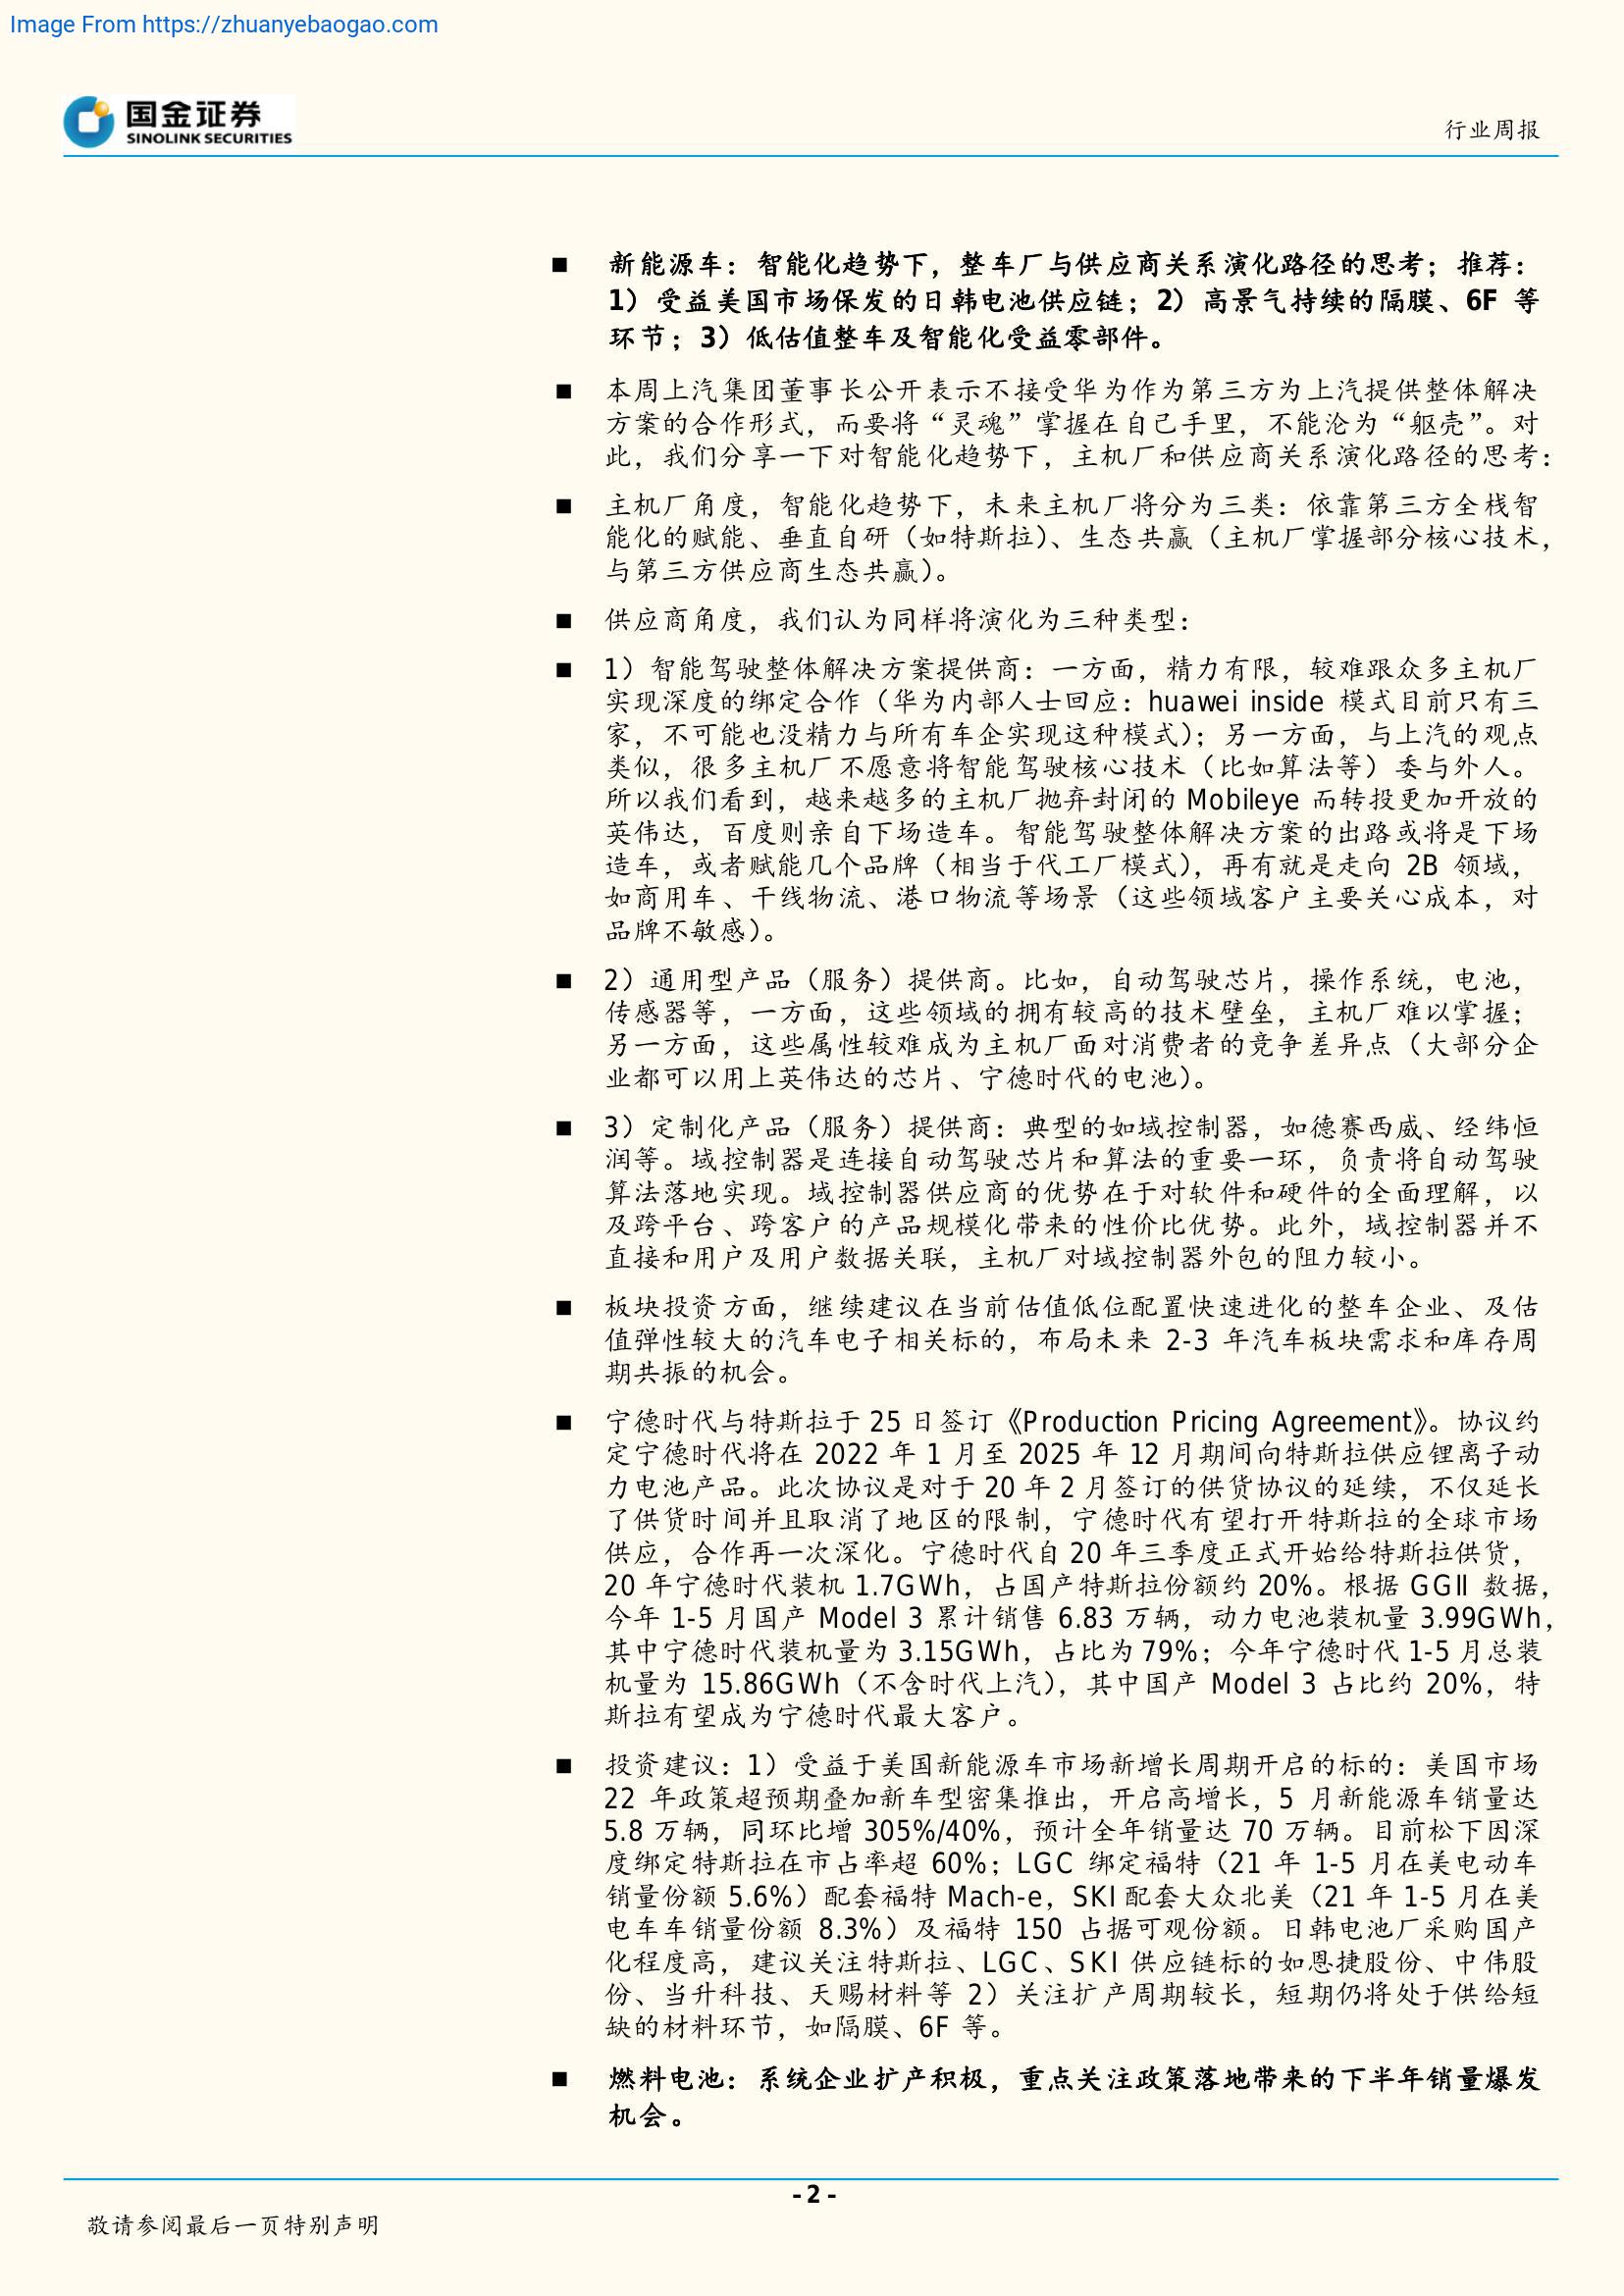 Image From https://zhuanyebaogao.com
国金证券
SINOLINK SECURITIES
行业周报
■ 新能源车：智能化趋势下，整车厂与供应商关系演化路径的思考；推荐：
1）受益美国市场保发的日韩电池供应链；2）高景气持续的隔膜、6F 等
环节；3）低估值整车及智能化受益零部件。
■ 本周上汽集团董事长公开表示不接受华为作为第三方为上汽提供整体解决
方案的合作形式，而要将“灵魂”掌握在自己手里，不能沦为“躯壳”。对
此，我们分享一下对智能化趋势下，主机厂和供应商关系演化路径的思考：
■ 主机厂角度，智能化趋势下，未来主机厂将分为三类：依靠第三方全栈智
能化的赋能、垂直自研（如特斯拉）、生态共赢（主机厂掌握部分核心技术，
与第三方供应商生态共赢）。
■ 供应商角度，我们认为同样将演化为三种类型：
■ 1）智能驾驶整体解决方案提供商：一方面，精力有限，较难跟众多主机厂
实现深度的绑定合作（华为内部人士回应：huawei inside 模式目前只有三
家，不可能也没精力与所有车企实现这种模式）；另一方面，与上汽的观点
类似，很多主机厂不愿意将智能驾驶核心技术（比如算法等）委与外人。
所以我们看到，越来越多的主机厂抛弃封闭的 Mobileye 而转投更加开放的
英伟达，百度则亲自下场造车。智能驾驶整体解决方案的出路或将是下场
造车，或者赋能几个品牌（相当于代工厂模式），再有就是走向 2B 领域，
如商用车、干线物流、港口物流等场景（这些领域客户主要关心成本，对
品牌不敏感）。
■ 2）通用型产品（服务）提供商。比如，自动驾驶芯片，操作系统，电池，
传感器等，一方面，这些领域的拥有较高的技术壁垒，主机厂难以掌握；
另一方面，这些属性较难成为主机厂面对消费者的竞争差异点（大部分企
业都可以用上英伟达的芯片、宁德时代的电池）。
■ 3）定制化产品（服务）提供商：典型的如域控制器，如德赛西威、经纬恒
润等。域控制器是连接自动驾驶芯片和算法的重要一环，负责将自动驾驶
算法落地实现。域控制器供应商的优势在于对软件和硬件的全面理解，以
及跨平台、跨客户的产品规模化带来的性价比优势。此外，域控制器并不
直接和用户及用户数据关联，主机厂对域控制器外包的阻力较小。
■ 板块投资方面，继续建议在当前估值低位配置快速进化的整车企业、及估
值弹性较大的汽车电子相关标的，布局未来 2-3 年汽车板块需求和库存周
期共振的机会。
■ 宁德时代与特斯拉于 25 日签订《Production Pricing Agreement》。协议约
定宁德时代将在 2022 年 1 月至 2025 年 12 月期间向特斯拉供应锂离子动
力电池产品。此次协议是对于 20 年 2 月签订的供货协议的延续，不仅延长
了供货时间并且取消了地区的限制，宁德时代有望打开特斯拉的全球市场
供应，合作再一次深化。宁德时代自 20 年三季度正式开始给特斯拉供货，
20 年宁德时代装机 1.7GWh，占国产特斯拉份额约 20%。根据 GGII 数据，
今年 1-5 月国产 Model 3 累计销售 6.83 万辆，动力电池装机量 3.99GWh，
其中宁德时代装机量为 3.15GWh，占比为 79%；今年宁德时代 1-5 月总装
机量为 15.86GWh（不含时代上汽），其中国产 Model 3 占比约 20%，特
斯拉有望成为宁德时代最大客户。
■ 投资建议：1）受益于美国新能源车市场新增长周期开启的标的：美国市场
22 年政策超预期叠加新车型密集推出，开启高增长，5 月新能源车销量达
5.8 万辆，同环比增 305%/40%，预计全年销量达 70 万辆。目前松下因深
度绑定特斯拉在市占率超 60%；LGC 绑定福特（21 年 1-5 月在美电动车
销量份额 5.6%）配套福特 Mach-e，SKI 配套大众北美（21 年 1-5 月在美
电车车销量份额 8.3%）及福特 150 占据可观份额。日韩电池厂采购国产
化程度高，建议关注特斯拉、LGC、SKI 供应链标的如恩捷股份、中伟股
份、当升科技、天赐材料等 2）关注扩产周期较长，短期仍将处于供给短
缺的材料环节，如隔膜、6F 等。
■ 燃料电池：系统企业扩产积极，重点关注政策落地带来的下半年销量爆发
机会。
- 2 -
敬请参阅最后一页特别声明